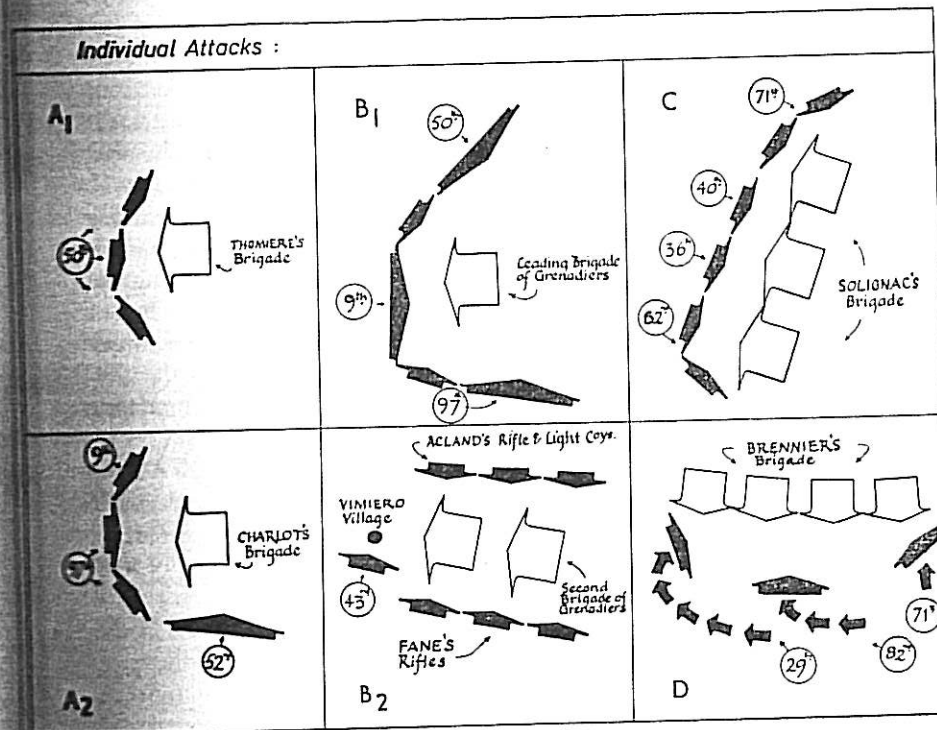 Individual Attacks :
A1
50th
THOMIERE'S
Brigade
B1
50th
9th
97th
Leading Brigade
of Grenadiers
C
71st
40th
36th
82nd
SOLIGNAC'S
Brigade
A2
9th
CHARLOT'S
Brigade
52nd
B2
ACLAND'S Rifle & Light Coys.
VIMIERO
Village
43rd
FANE'S
Rifles
Second
Brigade of
Grenadiers
D
BRENNIER'S
Brigade
29th
82nd
71st